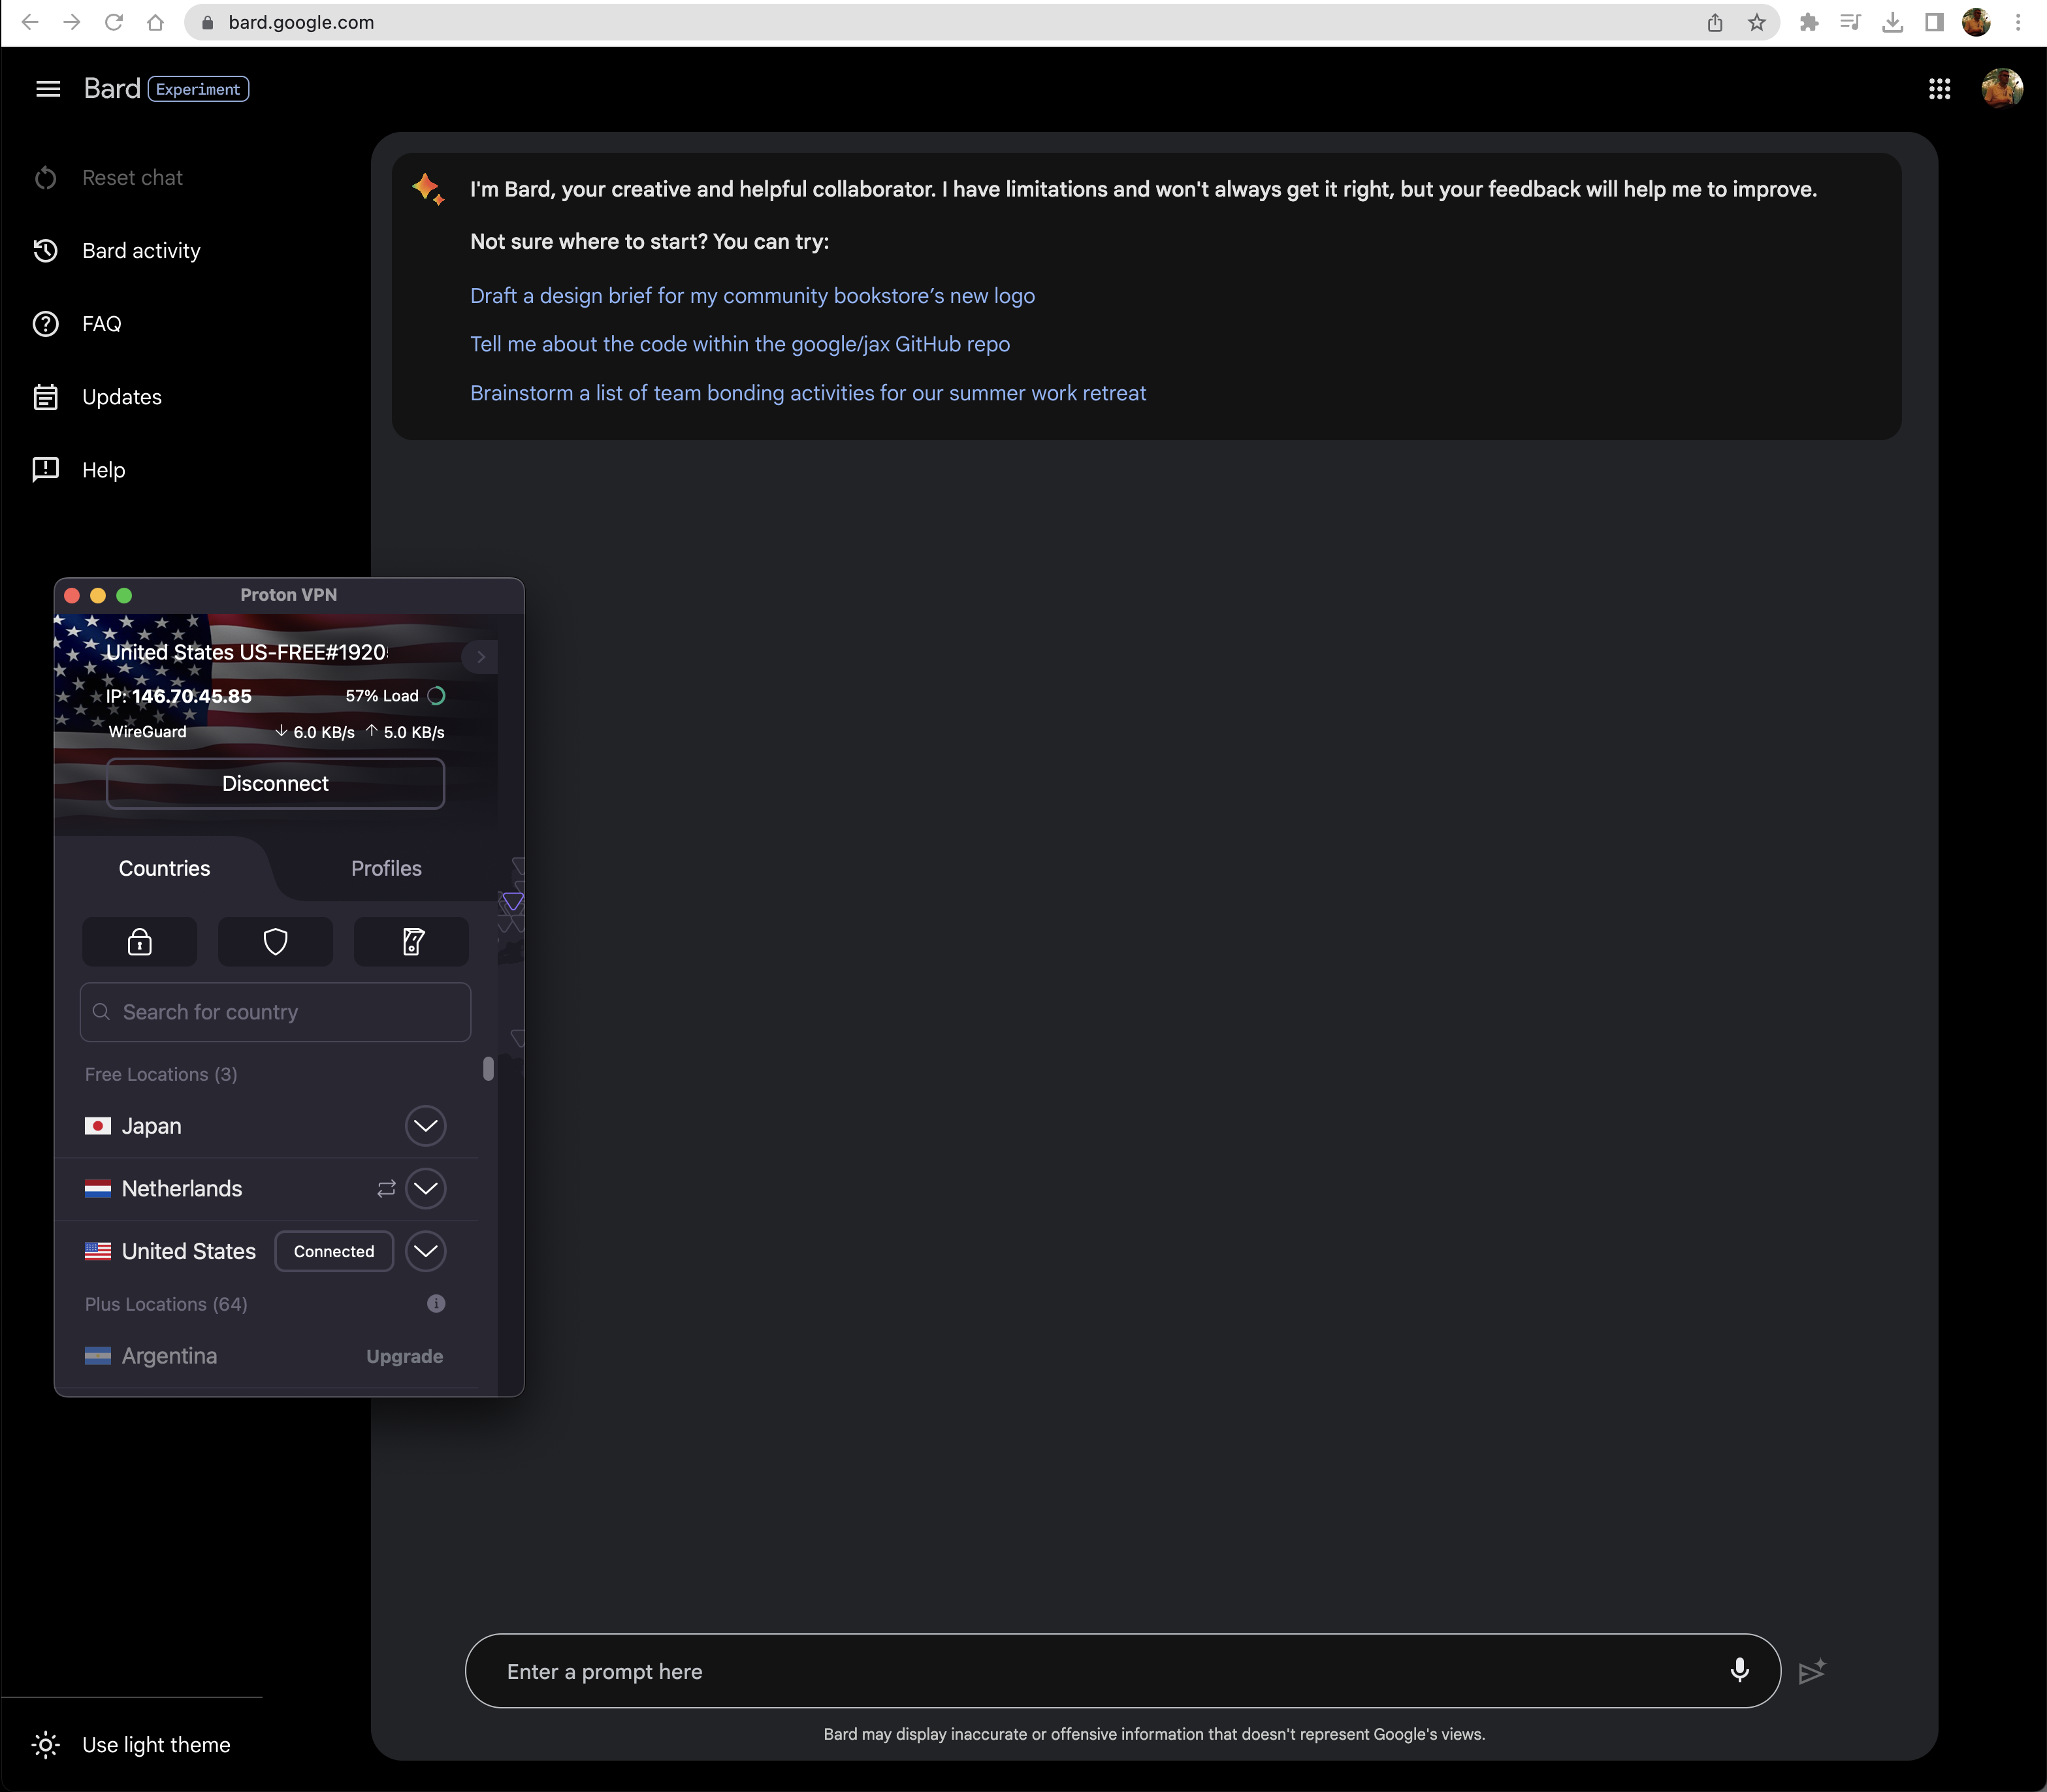 bard.google.com
Bard Experiment
Reset chat
Bard activity
FAQ
Updates
Help
I'm Bard, your creative and helpful collaborator. I have limitations and won't always get it right, but your feedback will help me to improve.
Not sure where to start? You can try:
Draft a design brief for my community bookstore’s new logo
Tell me about the code within the google/jax GitHub repo
Brainstorm a list of team bonding activities for our summer work retreat
Proton VPN
United States US-FREE#1920
IP: 146.70.45.85 57% Load
WireGuard ↓ 6.0 KB/s ↑ 5.0 KB/s
Disconnect
Countries Profiles
Search for country
Free Locations (3)
Japan
Netherlands
United States Connected
Plus Locations (64)
Argentina Upgrade
Enter a prompt here
Bard may display inaccurate or offensive information that doesn't represent Google's views.
Use light theme